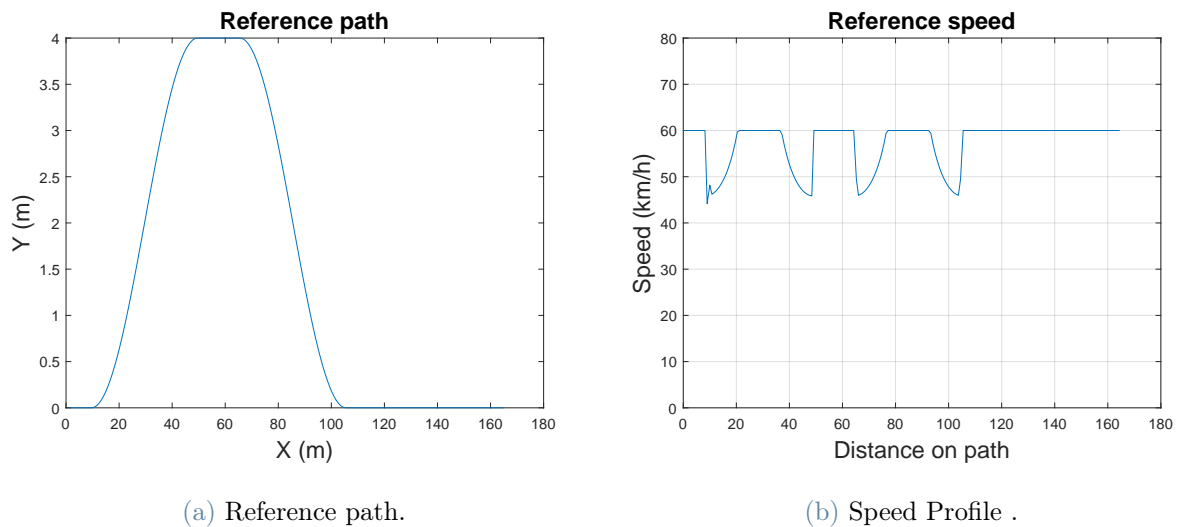 Reference path
4
3.5
3
2.5
2
1.5
1
0.5
0
Y (m)
0 20 40 60 80 100 120 140 160 180
X (m)
(a) Reference path.
Reference speed
80
70
60
50
40
30
20
10
0
Speed (km/h)
0 20 40 60 80 100 120 140 160 180
Distance on path
(b) Speed Profile .